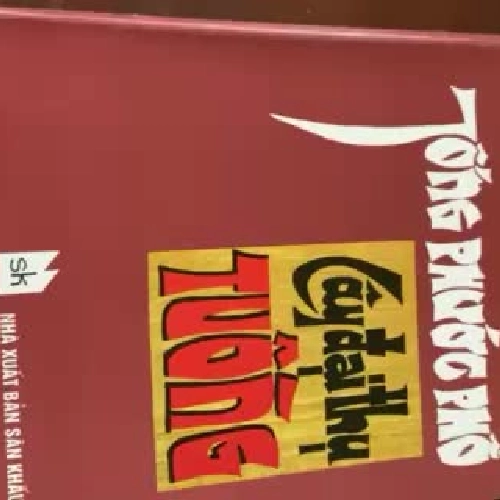 TỐNG PHƯỚC PHỔ
Cây đại thụ
TUỒNG
sk
NHÀ XUẤT BẢN SÂN KHẤU